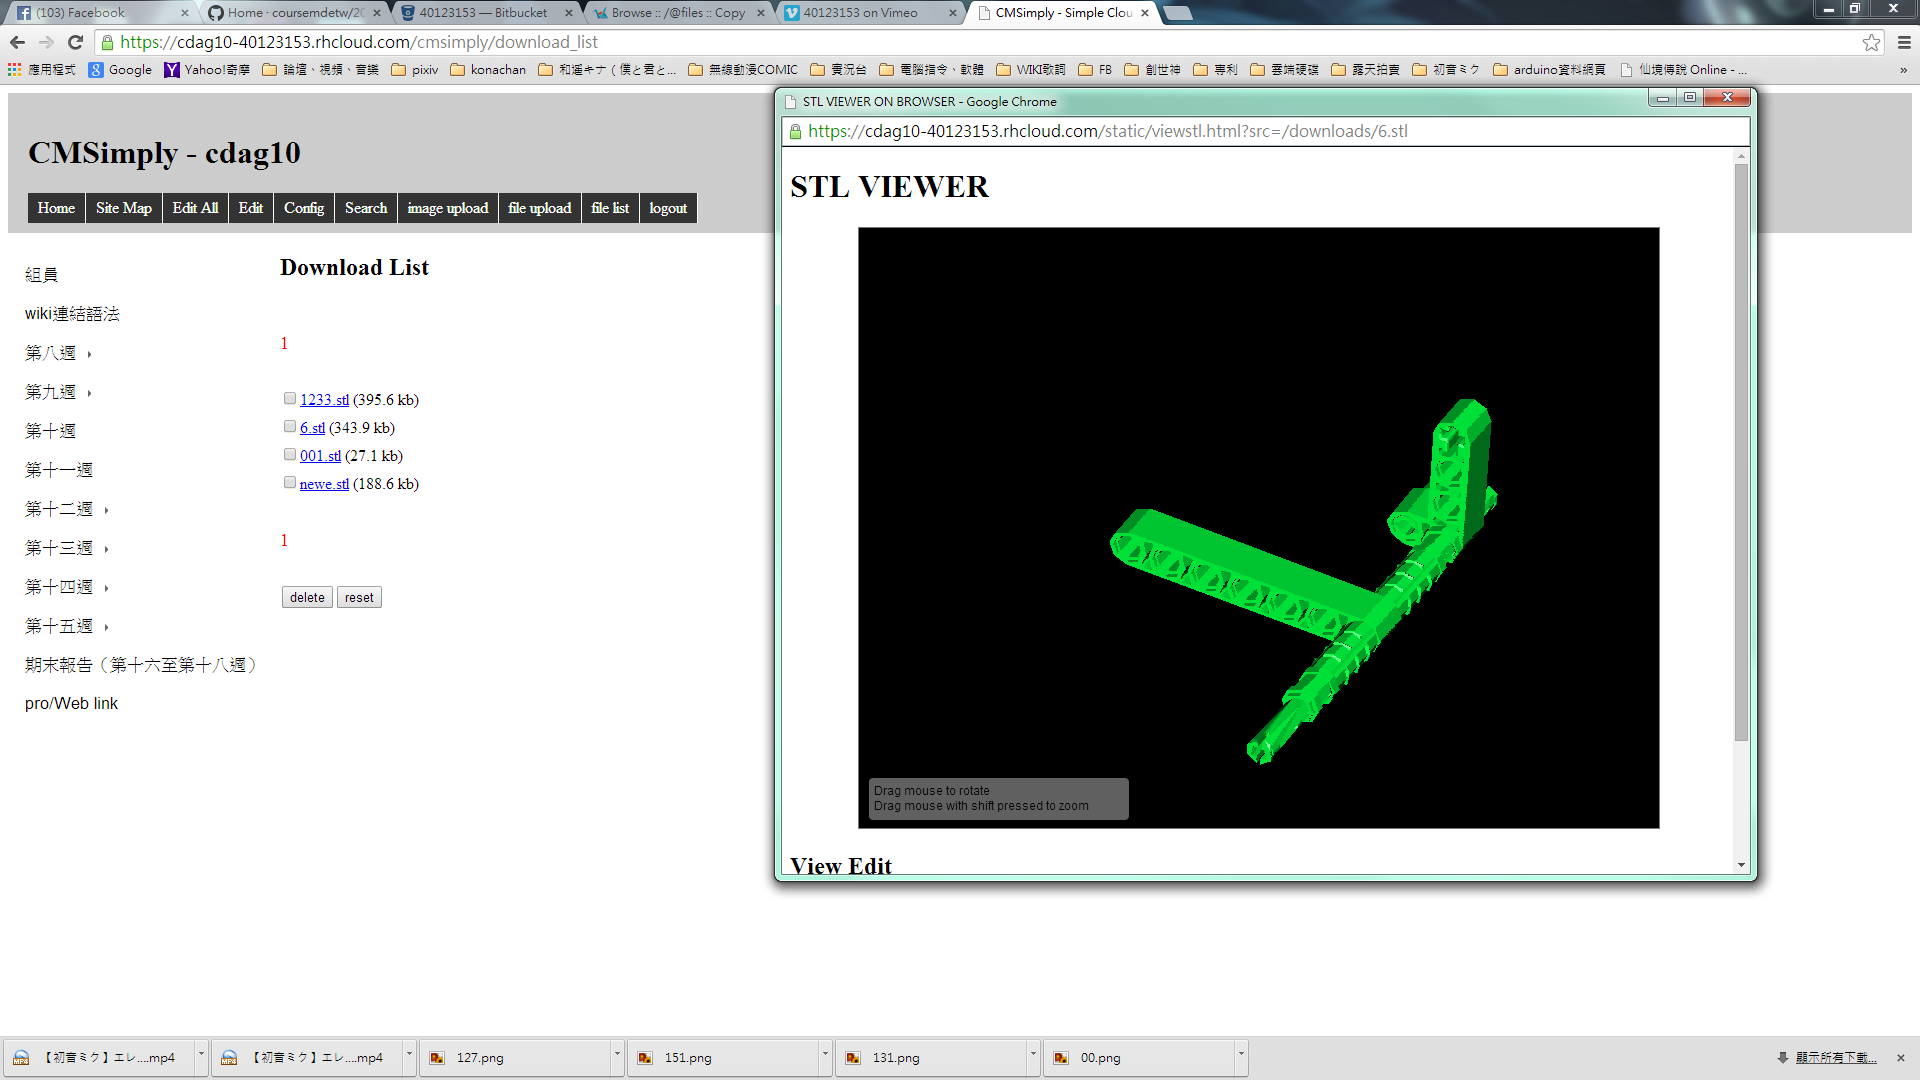 (103) Facebook
Home · coursemdetw/20
40123153 — Bitbucket
Browse :: /@files :: Copy
40123153 on Vimeo
CMSimply - Simple Clou
https://cdag10-40123153.rhcloud.com/cmsimply/download_list
應用程式
Google
Yahoo!奇摩
論壇、視頻、音樂
pixiv
konachan
和遥キナ（僕と君と...
無線動漫COMIC
實況台
電腦指令、軟體
WIKI歌詞
FB
創世神
專利
雲端硬碟
露天拍賣
初音ミク
arduino資料網頁
仙境傳說 Online - ...
»
CMSimply - cdag10
Home
Site Map
Edit All
Edit
Config
Search
image upload
file upload
file list
logout
組員
wiki連結語法
第八週
第九週
第十週
第十一週
第十二週
第十三週
第十四週
第十五週
期末報告（第十六至第十八週）
pro/Web link
Download List
1
1233.stl (395.6 kb)
6.stl (343.9 kb)
001.stl (27.1 kb)
newe.stl (188.6 kb)
1
delete
reset
STL VIEWER ON BROWSER - Google Chrome
https://cdag10-40123153.rhcloud.com/static/viewstl.html?src=/downloads/6.stl
STL VIEWER
Drag mouse to rotate
Drag mouse with shift pressed to zoom
View Edit
【初音ミク】エレ....mp4
【初音ミク】エレ....mp4
127.png
151.png
131.png
00.png
顯示所有下載...